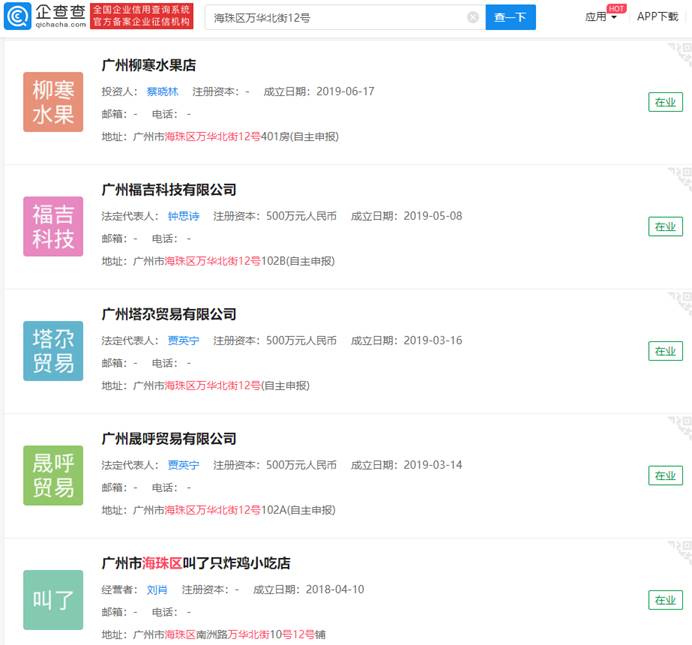 企查查 全国企业信用查询系统 海珠区万华北街12号 查一下 应用 HOT APP下载
qichacha.com 官方备案企业征信机构
广州柳寒水果店
柳寒 投资人： 蔡晓林 注册资本：- 成立日期：2019-06-17 在业
水果 邮箱：- 电话：-
地址：广州市海珠区万华北街12号401房(自主申报)
广州福吉科技有限公司
福吉 法定代表人： 钟思诗 注册资本：500万元人民币 成立日期：2019-05-08 在业
科技 邮箱：- 电话：-
地址：广州市海珠区万华北街12号102B(自主申报)
广州塔尕贸易有限公司
塔尕 法定代表人： 贾英宁 注册资本：500万元人民币 成立日期：2019-03-16 在业
贸易 邮箱：- 电话：-
地址：广州市海珠区万华北街12号(自主申报)
广州晟呼贸易有限公司
晟呼 法定代表人： 贾英宁 注册资本：500万元人民币 成立日期：2019-03-14 在业
贸易 邮箱：- 电话：-
地址：广州市海珠区万华北街12号102A(自主申报)
广州市海珠区叫了只炸鸡小吃店
叫了 经营者： 刘肖 注册资本：- 成立日期：2018-04-10 在业
邮箱：- 电话：-
地址：广州市海珠区南洲路万华北街10号12号铺